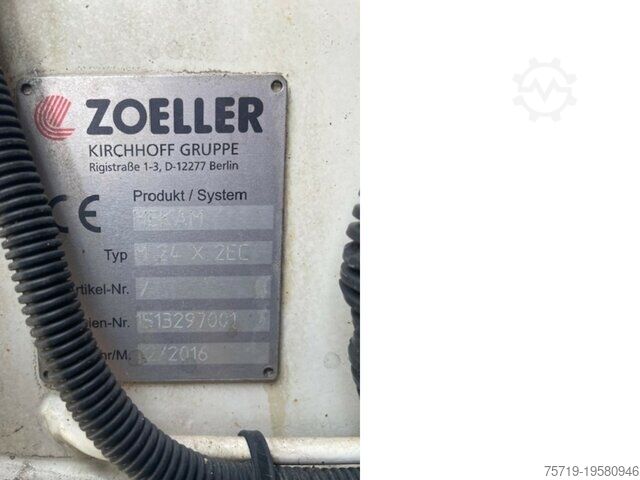 ZOELLER
KIRCHHOFF GRUPPE
Rigistraße 1-3, D-12277 Berlin
CE
Produkt / System
MEKAM
Typ M 24 X 2EC
rtikel-Nr. /
ien-Nr. 1513297001
hr/M. 12/2016
75719-19580946